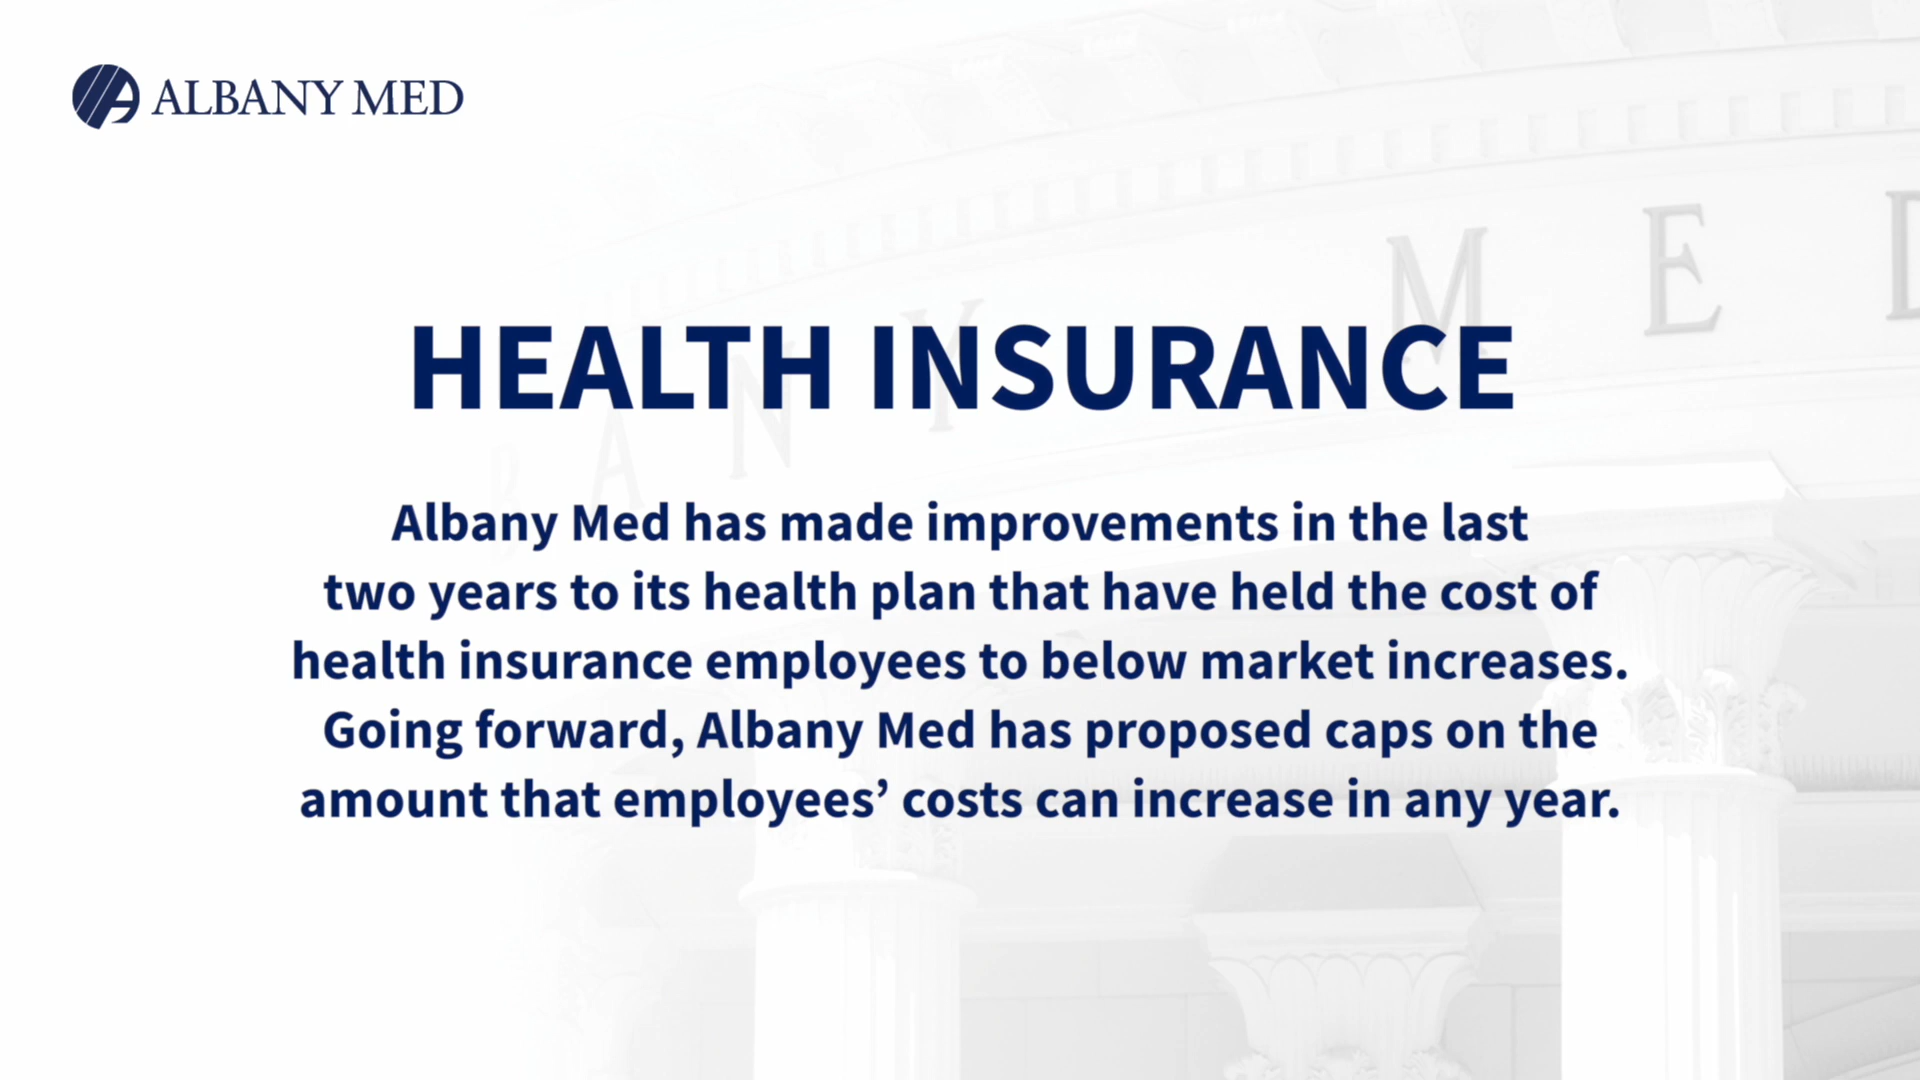 ALBANY MED
B A N Y M E D
HEALTH INSURANCE
Albany Med has made improvements in the last
two years to its health plan that have held the cost of
health insurance employees to below market increases.
Going forward, Albany Med has proposed caps on the
amount that employees’ costs can increase in any year.